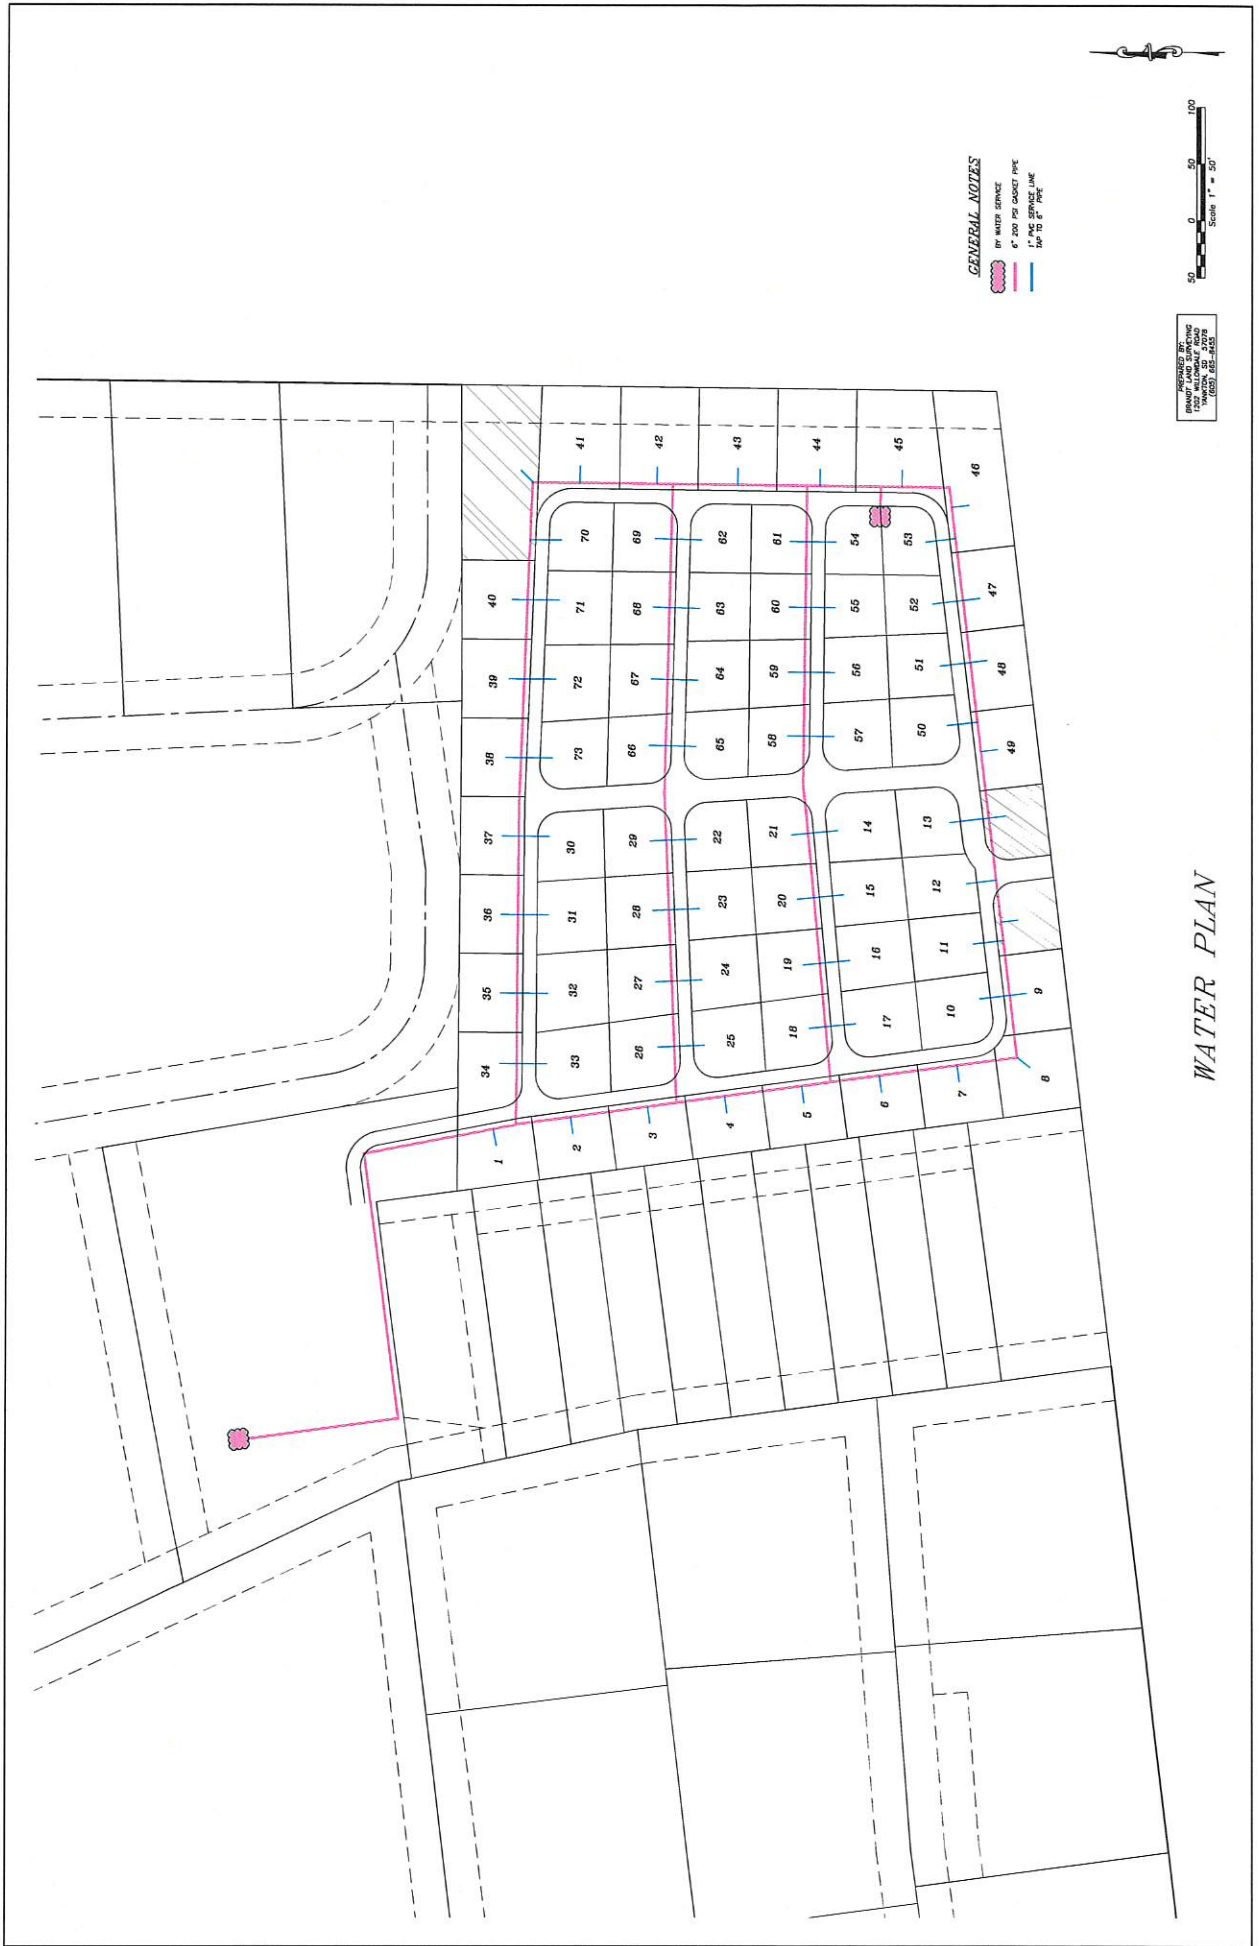 WATER PLAN
GENERAL NOTES
BY WATER SERVICE
6" 200 PSI GASKET PIPE
1" PVC SERVICE LINE
TAP TO 6" PIPE
50 0 50 100
Scale 1" = 50'
PREPARED BY:
BRANDT LAND SURVEYING
1202 WILLOWDALE ROAD
YANKTON, SD 57078
(605) 665-8455
N
34 35 36 37 38 39 40
33 32 31 30 73 72 71 70 41
26 27 28 29 66 67 68 69 42
25 24 23 22 65 64 63 62 43
18 19 20 21 58 59 60 61 44
17 16 15 14 57 56 55 54
10 11 12 13 50 51 52 53 45
9 49 48 47 46
1
2
3
4
5
6
7
8